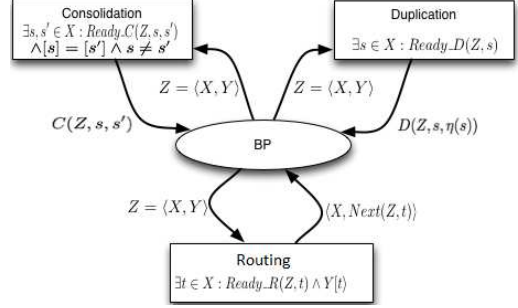 Consolidation
∃s, s′ ∈ X : Ready_C(Z, s, s′)
∧[s] = [s′] ∧ s ≠ s′
Duplication
∃s ∈ X : Ready_D(Z, s)
Z = ⟨X, Y⟩
Z = ⟨X, Y⟩
C(Z, s, s′)
D(Z, s, η(s))
BP
Z = ⟨X, Y⟩
⟨X, Next(Z, t)⟩
Routing
∃t ∈ X : Ready_R(Z, t) ∧ Y[t⟩